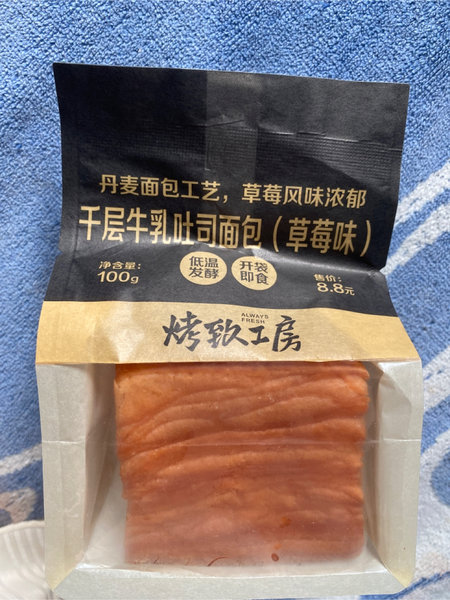 丹麦面包工艺，草莓风味浓郁
千层牛乳吐司面包（草莓味）
净含量：
100g
低温
发酵
开袋
即食
售价：
8.8元
ALWAYS
FRESH
烤致工房